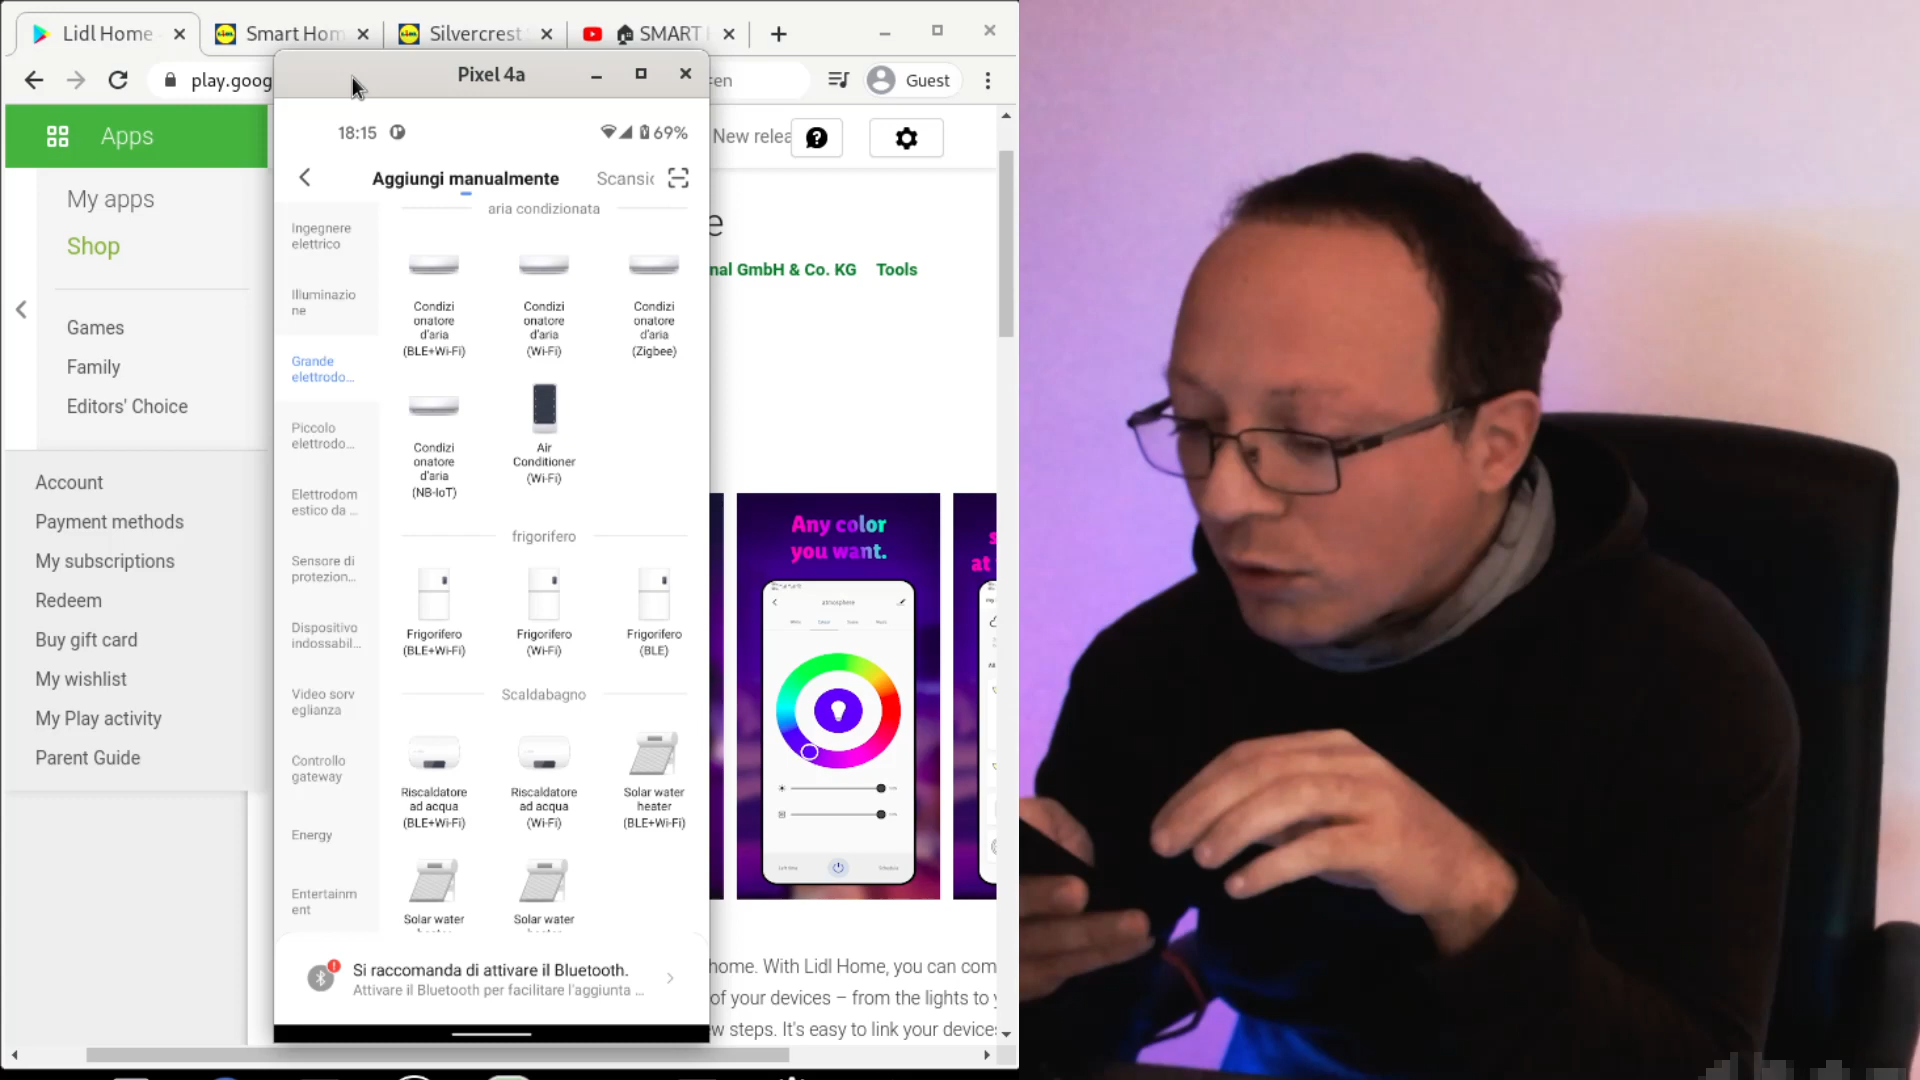 Lidl Home
Smart Hom
Silvercrest
SMART
play.goog
en
Guest
Apps
New relea
My apps
Shop
Games
Family
Editors' Choice
Account
Payment methods
My subscriptions
Redeem
Buy gift card
My wishlist
My Play activity
Parent Guide
Pixel 4a
18:15
69%
Aggiungi manualmente
Scansio
Ingegnere
elettrico
Illuminazio
ne
Grande
elettrodo...
Piccolo
elettrodo...
Elettrodom
estico da ...
Sensore di
protezion...
Dispositivo
indossabil...
Video sorv
eglianza
Controllo
gateway
Energy
Entertainm
ent
aria condizionata
Condizi
onatore
d'aria
(BLE+Wi-Fi)
Condizi
onatore
d'aria
(Wi-Fi)
Condizi
onatore
d'aria
(Zigbee)
Condizi
onatore
d'aria
(NB-IoT)
Air
Conditioner
(Wi-Fi)
frigorifero
Frigorifero
(BLE+Wi-Fi)
Frigorifero
(Wi-Fi)
Frigorifero
(BLE)
Scaldabagno
Riscaldatore
ad acqua
(BLE+Wi-Fi)
Riscaldatore
ad acqua
(Wi-Fi)
Solar water
heater
(BLE+Wi-Fi)
Solar water
Solar water
Si raccomanda di attivare il Bluetooth.
Attivare il Bluetooth per facilitare l'aggiunta ...
e
nal GmbH & Co. KG
Tools
Any color
you want.
atmosphere
s
at
home. With Lidl Home, you can com
of your devices – from the lights to y
w steps. It's easy to link your devices